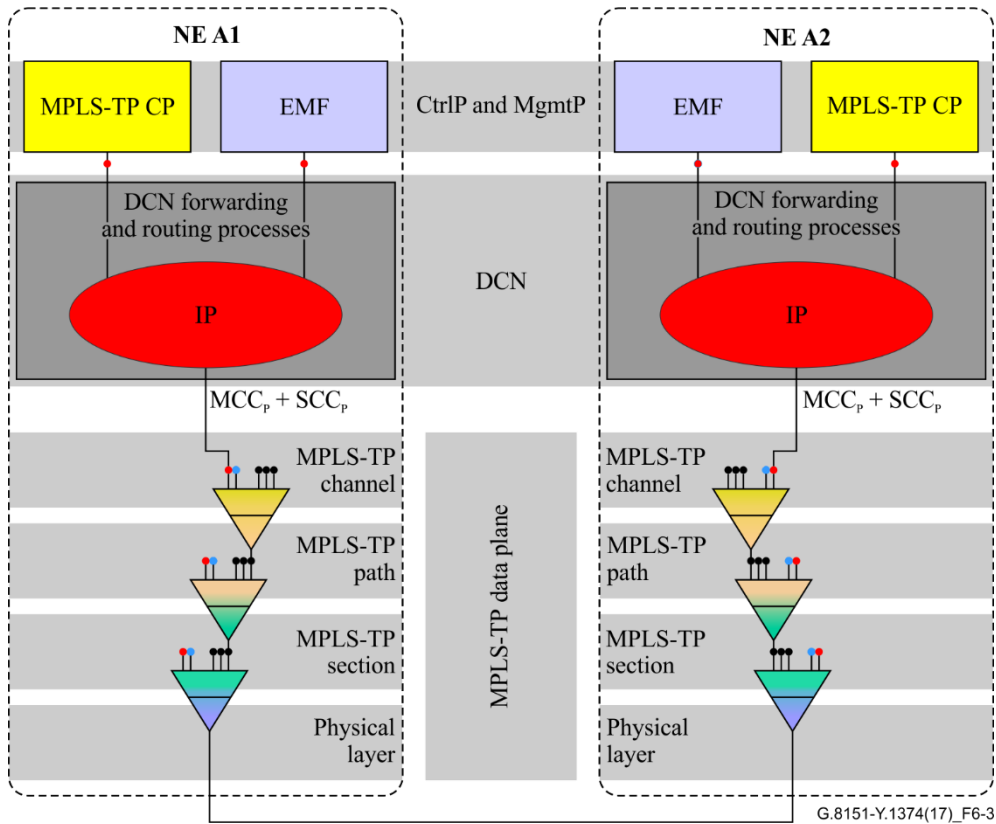 NE A1
NE A2
MPLS-TP CP
EMF
CtrlP and MgmtP
EMF
MPLS-TP CP
DCN forwarding
and routing processes
IP
DCN
DCN forwarding
and routing processes
IP
MCCP + SCCP
MCCP + SCCP
MPLS-TP
channel
MPLS-TP
path
MPLS-TP
section
Physical
layer
MPLS-TP data plane
MPLS-TP
channel
MPLS-TP
path
MPLS-TP
section
Physical
layer
G.8151-Y.1374(17)_F6-3